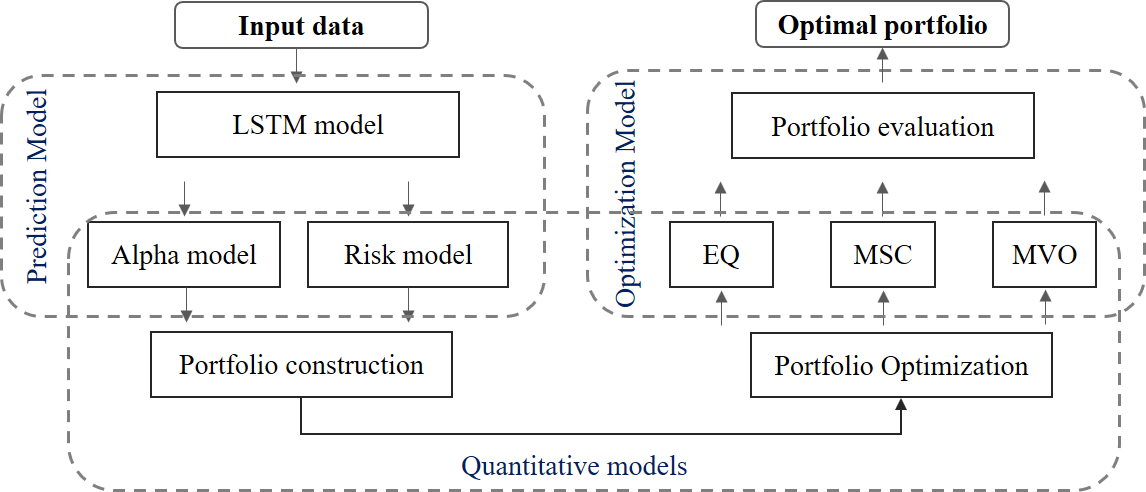 Input data
Optimal portfolio
Prediction Model
LSTM model
Optimization Model
Portfolio evaluation
Alpha model
Risk model
EQ
MSC
MVO
Portfolio construction
Portfolio Optimization
Quantitative models